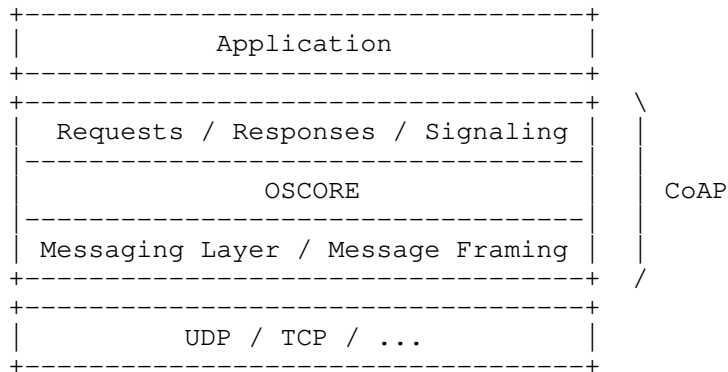 Application
Requests / Responses / Signaling
OSCORE
CoAP
Messaging Layer / Message Framing
UDP / TCP / ...